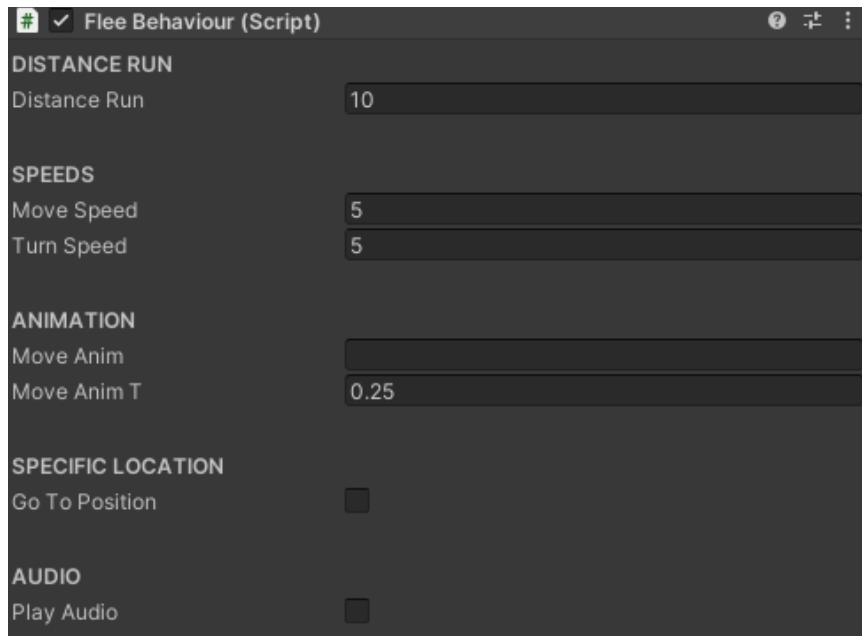 # Flee Behaviour (Script)
DISTANCE RUN
Distance Run 10
SPEEDS
Move Speed 5
Turn Speed 5
ANIMATION
Move Anim
Move Anim T 0.25
SPECIFIC LOCATION
Go To Position
AUDIO
Play Audio